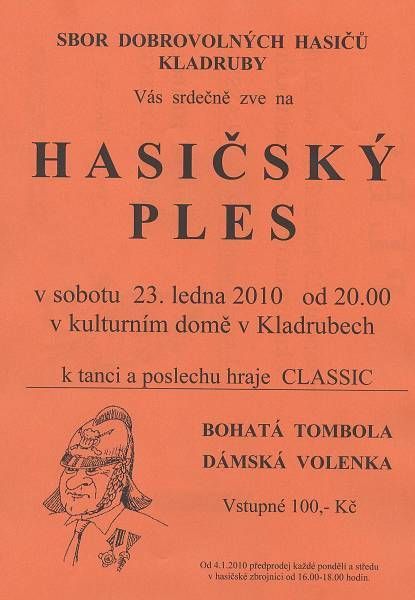 SBOR DOBROVOLNÝCH HASIČŮ
KLADRUBY
Vás srdečně zve na
HASIČSKÝ
PLES
v sobotu 23. ledna 2010 od 20.00
v kulturním domě v Kladrubech
k tanci a poslechu hraje CLASSIC
BOHATÁ TOMBOLA
DÁMSKÁ VOLENKA
Vstupné 100,- Kč
Od 4.1.2010 předprodej každé pondělí a středu
v hasičské zbrojnici od 16.00-18.00 hodin.